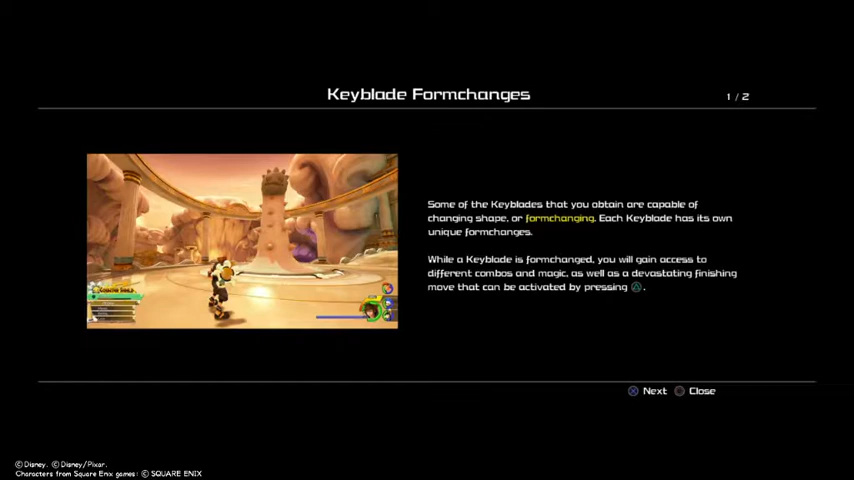 Keyblade Formchanges
1 / 2
Some of the Keyblades that you obtain are capable of
changing shape, or formchanging. Each Keyblade has its own
unique formchanges.
While a Keyblade is formchanged, you will gain access to
different combos and magic, as well as a devastating finishing
move that can be activated by pressing △.
Next Close
© Disney. © Disney/Pixar.
Characters from Square Enix games: © SQUARE ENIX